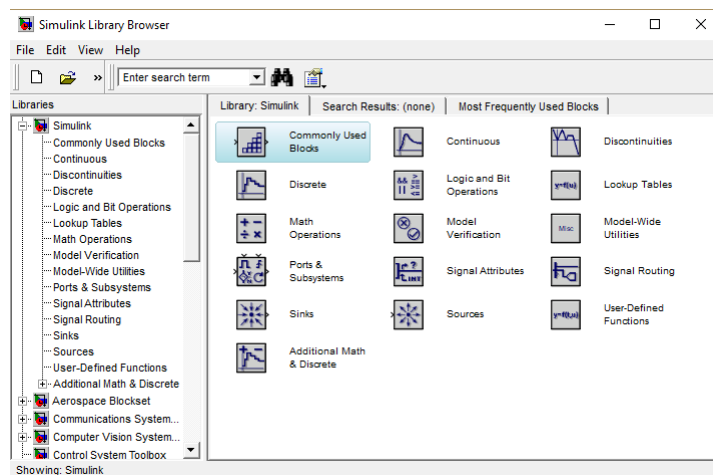 Simulink Library Browser
File Edit View Help
» Enter search term
Libraries
Library: Simulink Search Results: (none) Most Frequently Used Blocks
Simulink
Commonly Used Blocks
Continuous
Discontinuities
Discrete
Logic and Bit Operations
Lookup Tables
Math Operations
Model Verification
Model-Wide Utilities
Ports & Subsystems
Signal Attributes
Signal Routing
Sinks
Sources
User-Defined Functions
Additional Math & Discrete
Aerospace Blockset
Communications System...
Computer Vision System...
Control System Toolbox
Commonly Used
Blocks
Continuous
Discontinuities
Discrete
Logic and Bit
Operations
y=f(u)
Lookup Tables
Math
Operations
Model
Verification
Misc
Model-Wide
Utilities
Ports &
Subsystems
Signal Attributes
Signal Routing
Sinks
Sources
y=f(t,u)
User-Defined
Functions
Additional Math
& Discrete
Showing: Simulink